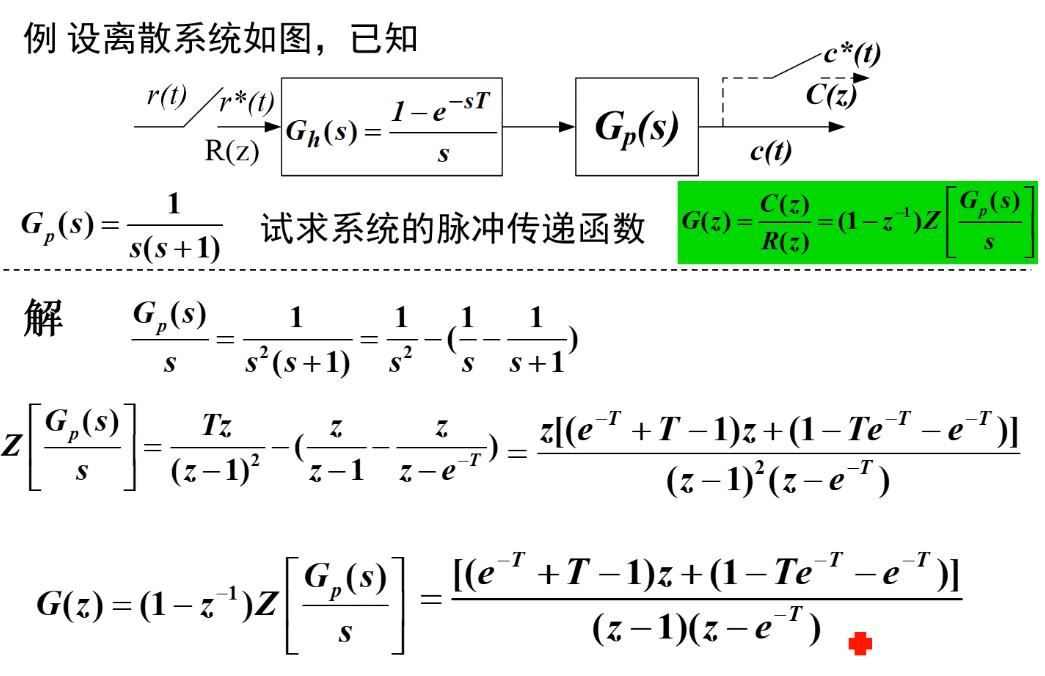 例 设离散系统如图，已知
r(t) r*(t) R(z) G_h(s) = \frac{1-e^{-sT}}{s} G_p(s) c*(t) C(z) c(t)
G_p(s) = \frac{1}{s(s+1)} 试求系统的脉冲传递函数 G(z) = \frac{C(z)}{R(z)} = (1-z^{-1})Z\left[\frac{G_p(s)}{s}\right]
解 \frac{G_p(s)}{s} = \frac{1}{s^2(s+1)} = \frac{1}{s^2} - (\frac{1}{s} - \frac{1}{s+1})
Z\left[\frac{G_p(s)}{s}\right] = \frac{Tz}{(z-1)^2} - (\frac{z}{z-1} - \frac{z}{z-e^{-T}}) = \frac{z[(e^{-T}+T-1)z+(1-Te^{-T}-e^{-T})]}{(z-1)^2(z-e^{-T})}
G(z) = (1-z^{-1})Z\left[\frac{G_p(s)}{s}\right] = \frac{[(e^{-T}+T-1)z+(1-Te^{-T}-e^{-T})]}{(z-1)(z-e^{-T})}